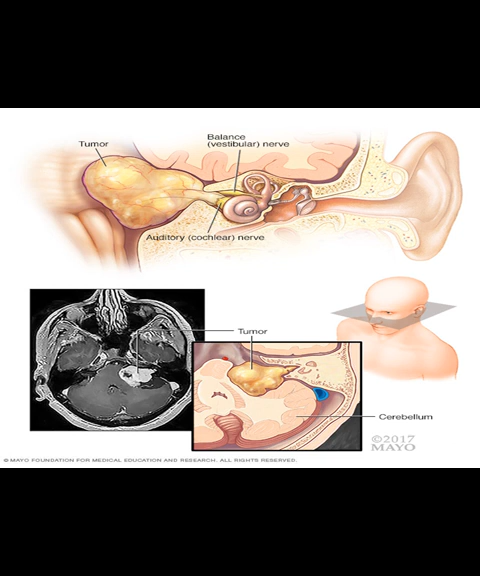 Balance
(vestibular) nerve
Tumor
Auditory (cochlear) nerve
Tumor
Cerebellum
©2017
MAYO
© MAYO FOUNDATION FOR MEDICAL EDUCATION AND RESEARCH. ALL RIGHTS RESERVED.